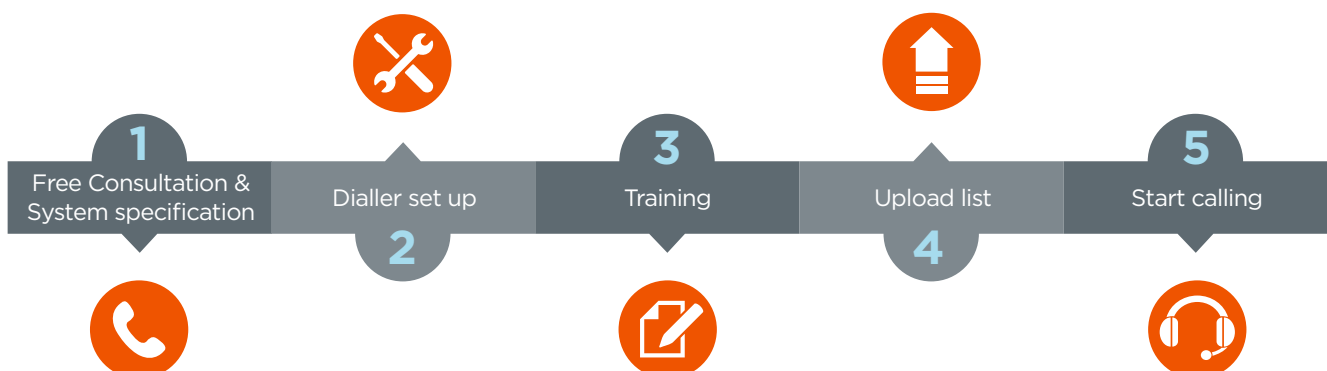 1
Free Consultation &
System specification
Dialler set up
2
3
Training
Upload list
4
5
Start calling